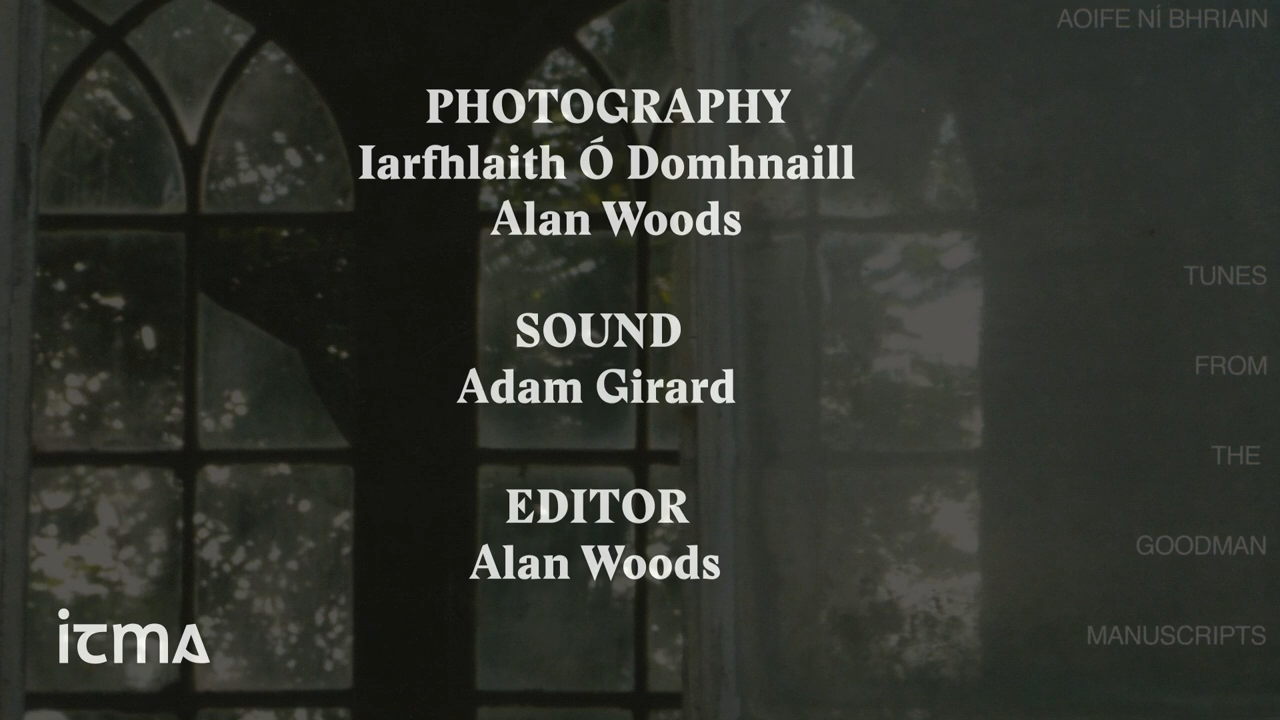 AOIFE NÍ BHRIAIN
PHOTOGRAPHY
Iarfhlaith Ó Domhnaill
Alan Woods
TUNES
SOUND
FROM
Adam Girard
THE
EDITOR
GOODMAN
Alan Woods
ITMA
MANUSCRIPTS